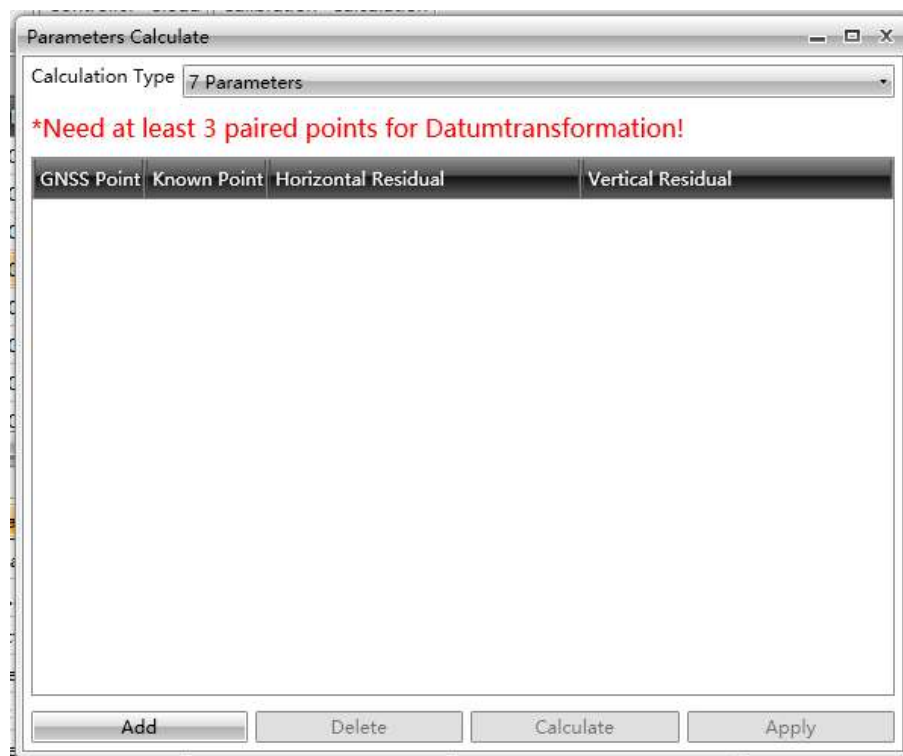 Parameters Calculate
Calculation Type 7 Parameters
*Need at least 3 paired points for Datumtransformation!
GNSS Point Known Point Horizontal Residual Vertical Residual
Add Delete Calculate Apply